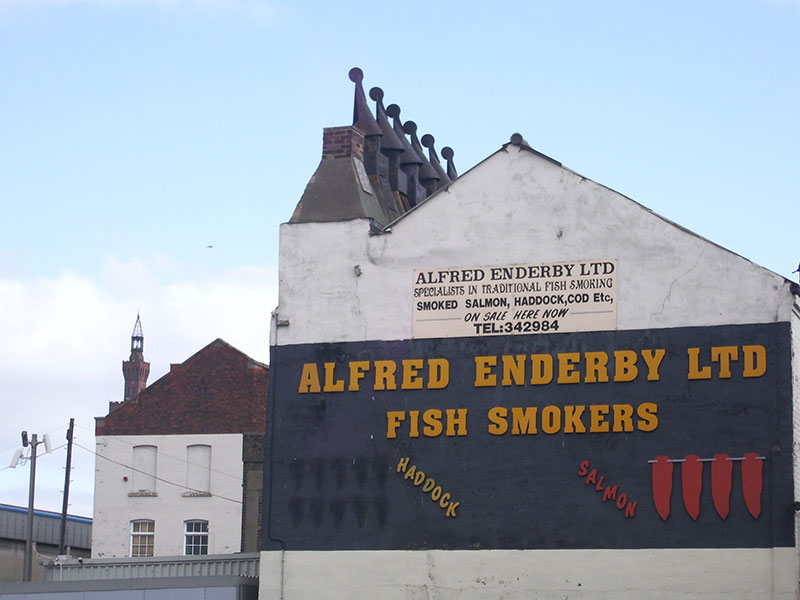 ALFRED ENDERBY LTD
SPECIALISTS IN TRADITIONAL FISH SMOKING
SMOKED SALMON, HADDOCK,COD Etc,
ON SALE HERE NOW
TEL:342984
ALFRED ENDERBY LTD
FISH SMOKERS
HADDOCK
SALMON